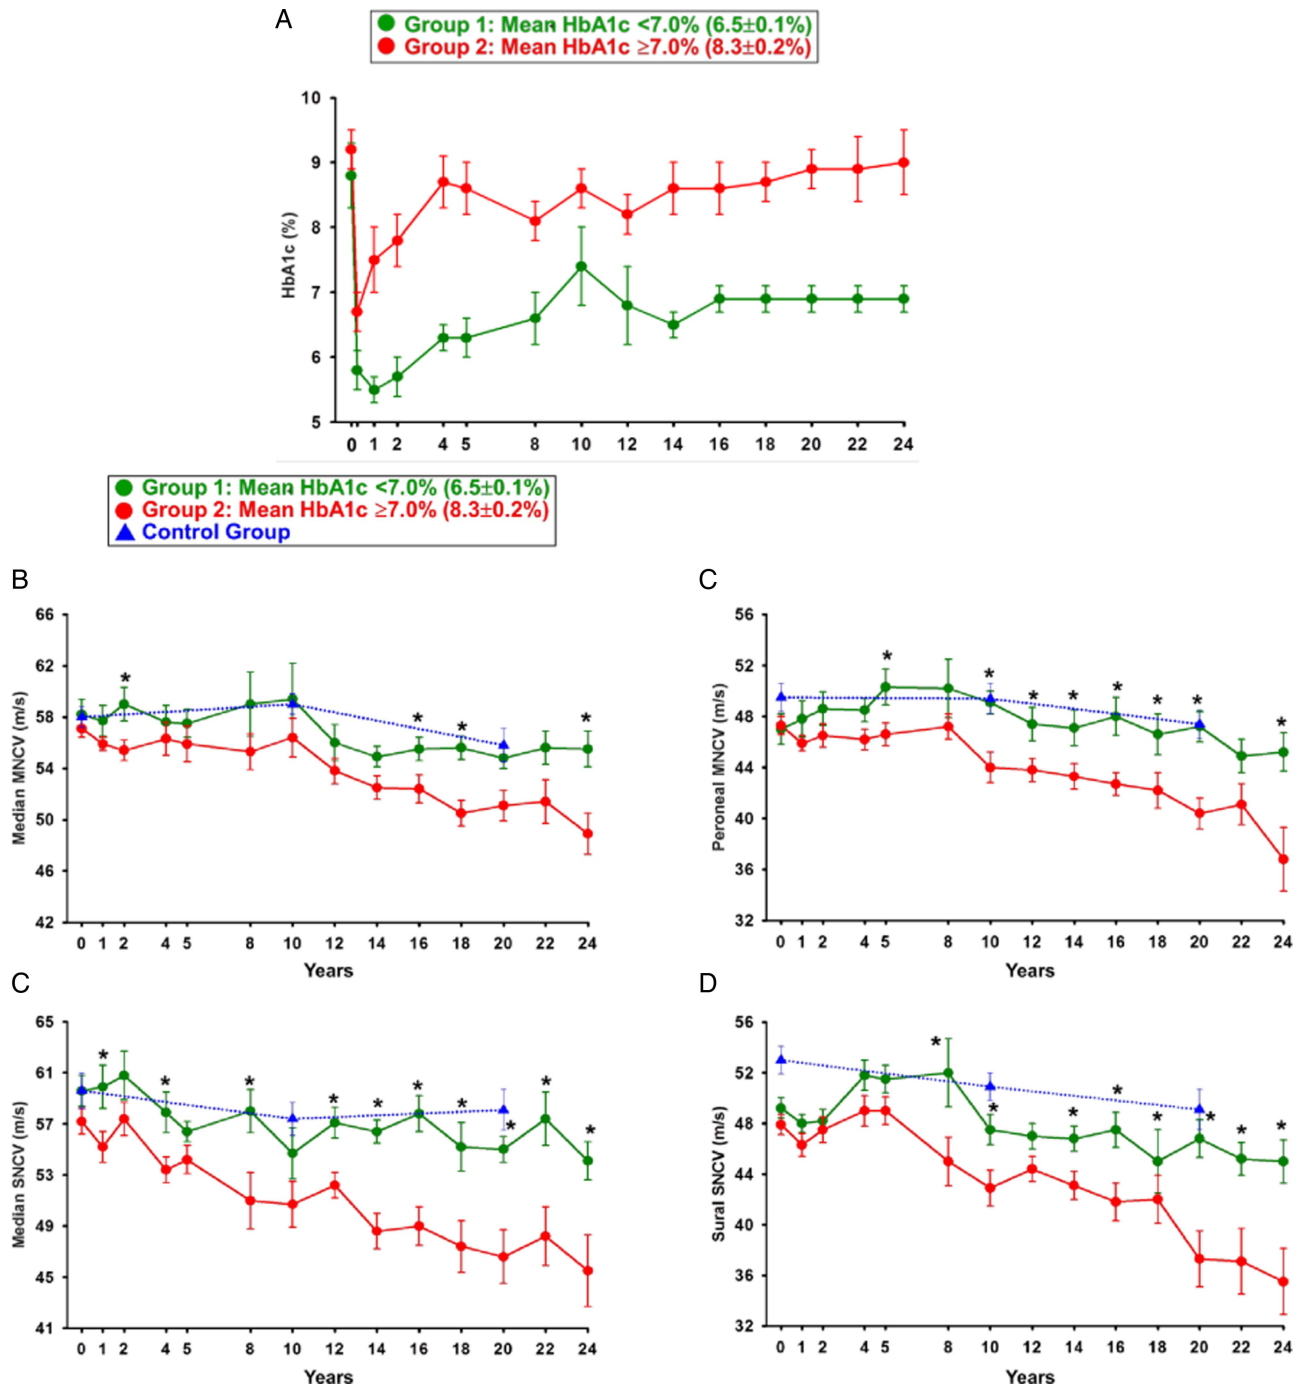 A
Group 1: Mean HbA1c <7.0% (6.5±0.1%)
Group 2: Mean HbA1c ≥7.0% (8.3±0.2%)
HbA1c (%)
10
9
8
7
6
5
0 1 2 4 5 8 10 12 14 16 18 20 22 24
Group 1: Mean HbA1c <7.0% (6.5±0.1%)
Group 2: Mean HbA1c ≥7.0% (8.3±0.2%)
Control Group
B
Median MNCV (m/s)
66
62
58
54
50
46
42
* * * *
0 1 2 4 5 8 10 12 14 16 18 20 22 24
Years
C
Peroneal MNCV (m/s)
56
52
48
44
40
36
32
* * * * * * * *
0 1 2 4 5 8 10 12 14 16 18 20 22 24
Years
C
Median SNCV (m/s)
65
61
57
53
49
45
41
* * * * * * * * * *
0 1 2 4 5 8 10 12 14 16 18 20 22 24
Years
D
Sural SNCV (m/s)
56
52
48
44
40
36
32
* * * * * * * *
0 1 2 4 5 8 10 12 14 16 18 20 22 24
Years